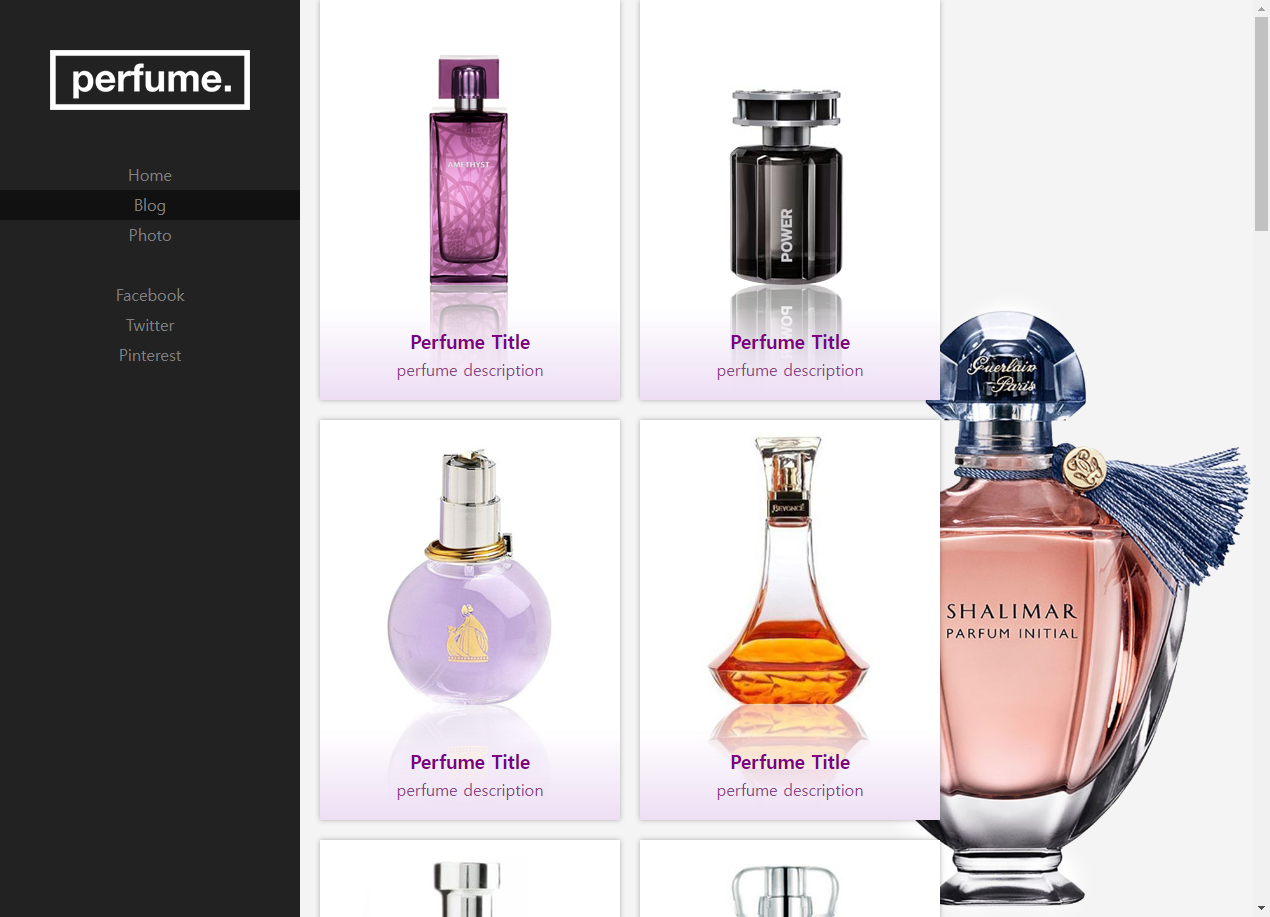 perfume.
Home
Blog
Photo
Facebook
Twitter
Pinterest
AMETHYST
Perfume Title
perfume description
POWER
POWER
Perfume Title
perfume description
Perfume Title
perfume description
BEYONCÉ
Perfume Title
perfume description
Guerlain
Paris
SHALIMAR
PARFUM INITIAL